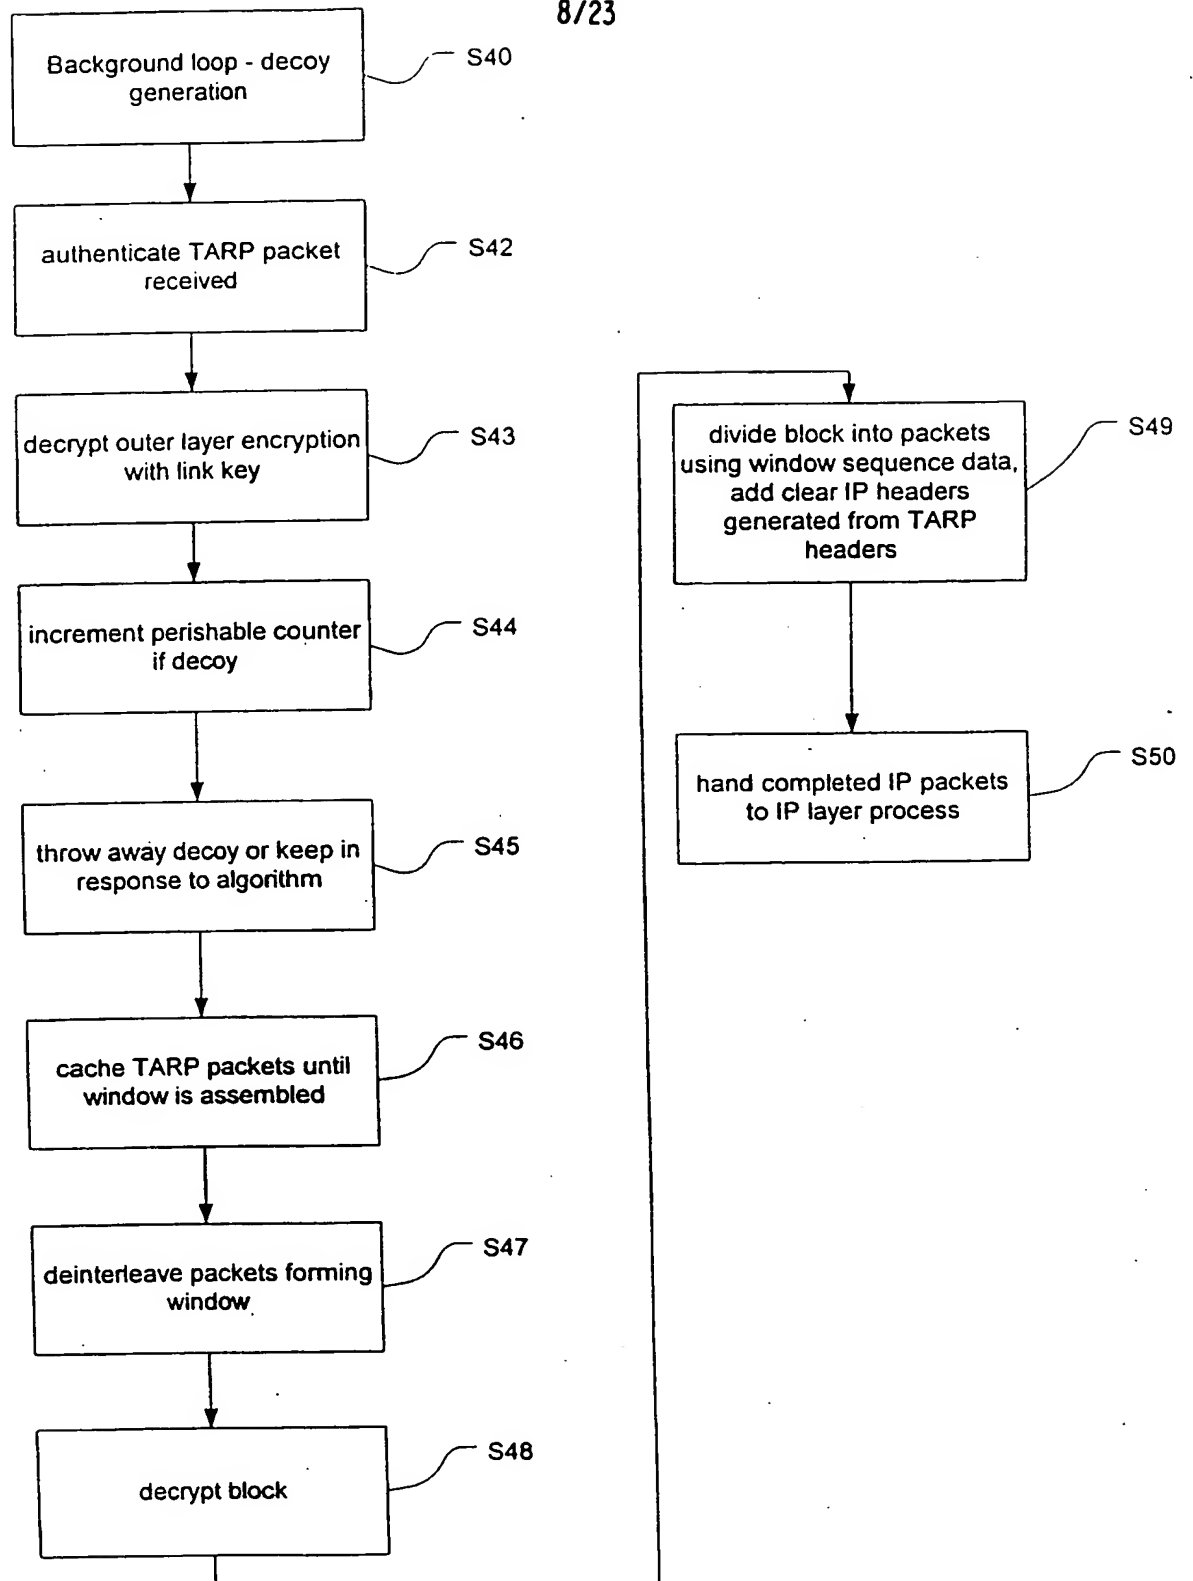 8/23
Background loop - decoy
generation
S40
authenticate TARP packet
received
S42
decrypt outer layer encryption
with link key
S43
increment perishable counter
if decoy
S44
throw away decoy or keep in
response to algorithm
S45
cache TARP packets until
window is assembled
S46
deinterleave packets forming
window
S47
decrypt block
S48
divide block into packets
using window sequence data,
add clear IP headers
generated from TARP
headers
S49
hand completed IP packets
to IP layer process
S50